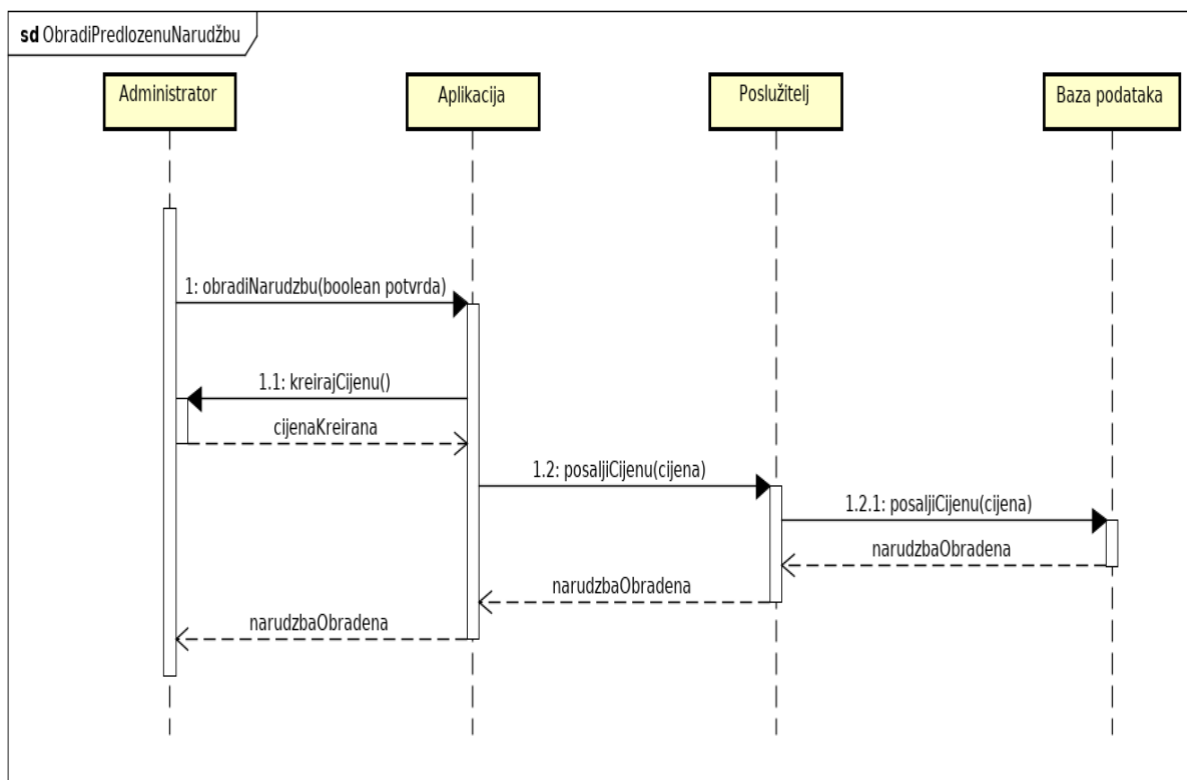 sd ObradiPredlozenuNarudžbu
Administrator
Aplikacija
Poslužitelj
Baza podataka
1: obradiNarudzbu(boolean potvrda)
1.1: kreirajCijenu()
cijenaKreirana
1.2: posaljiCijenu(cijena)
1.2.1: posaljiCijenu(cijena)
narudzbaObradena
narudzbaObradena
narudzbaObradena